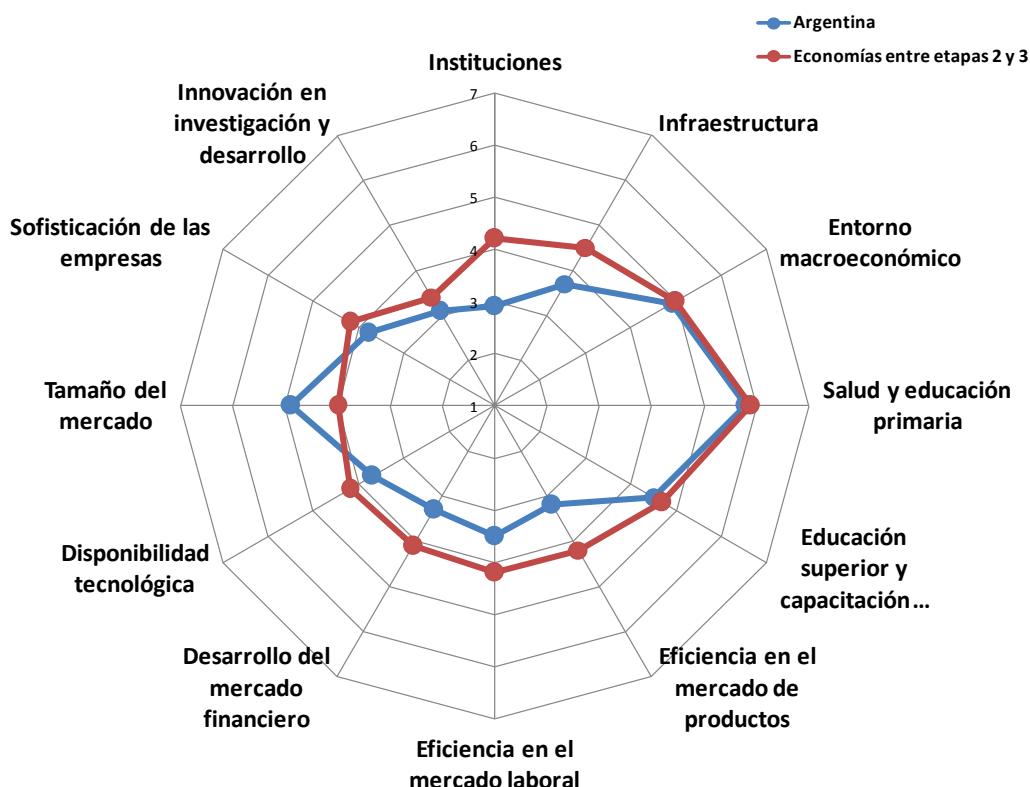 Argentina
Economías entre etapas 2 y 3
Instituciones
Infraestructura
Entorno
macroeconómico
Salud y educación
primaria
Educación
superior y
capacitación...
Eficiencia en el
mercado de
productos
Eficiencia en el
mercado laboral
Desarrollo del
mercado
financiero
Disponibilidad
tecnológica
Tamaño del
mercado
Sofisticación de las
empresas
Innovación en
investigación y
desarrollo
7
6
5
4
3
2
1